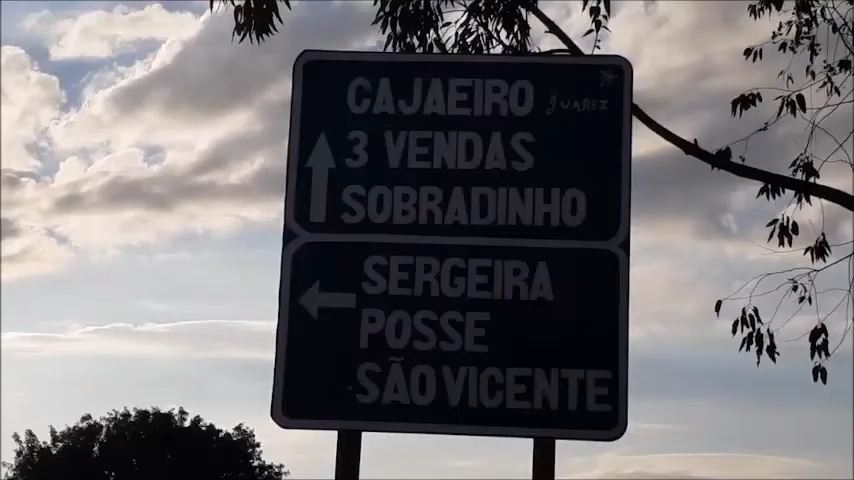 CAJAEIRO
JUAREZ
3 VENDAS
SOBRADINHO
SERGEIRA
POSSE
SÃO VICENTE